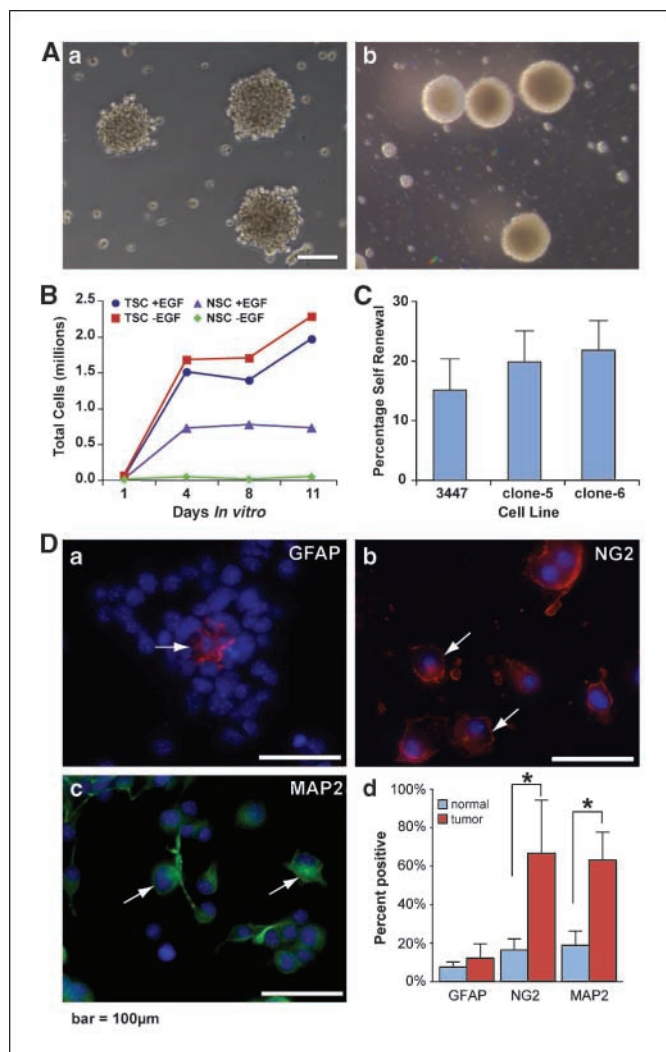 A
a
b
B
TSC +EGF NSC +EGF
TSC -EGF NSC -EGF
Total Cells (millions)
2.5
2.0
1.5
1.0
0.5
0.0
1 4 8 11
Days In vitro
C
Percentage Self Renewal
30
20
10
0
3447 clone-5 clone-6
Cell Line
D
a
GFAP
b
NG2
c
MAP2
d
normal
tumor
* *
Percent positive
100%
80%
60%
40%
20%
0%
GFAP NG2 MAP2
bar = 100µm